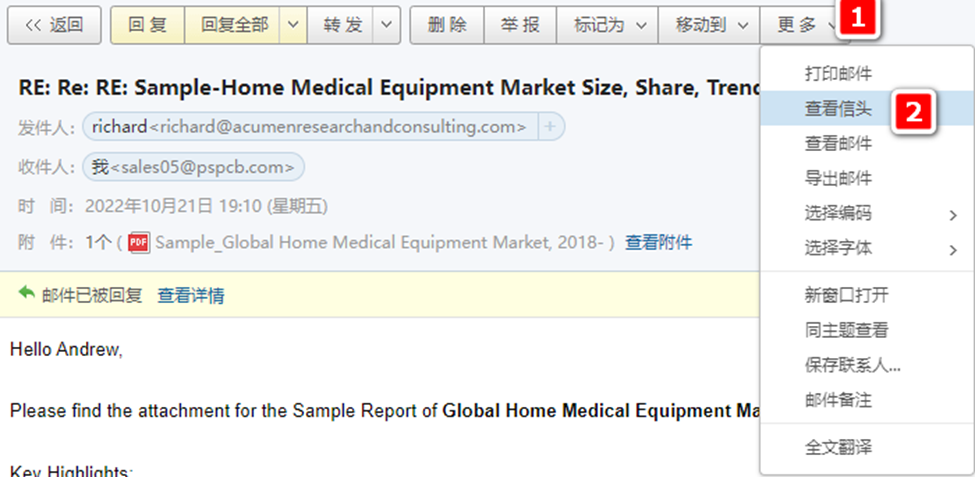 << 返回 回 复 回复全部 转 发 删 除 举 报 标记为 移动到 更 多 1
打印邮件
RE: Re: RE: Sample-Home Medical Equipment Market Size, Share, Trend
查看信头 2
发件人： richard<richard@acumenresearchandconsulting.com> +
查看邮件
收件人： 我<sales05@pspcb.com>
导出邮件
时 间： 2022年10月21日 19:10 (星期五)
选择编码
附 件： 1个 ( PDF Sample_Global Home Medical Equipment Market, 2018- ) 查看附件
选择字体
邮件已被回复 查看详情
新窗口打开
同主题查看
Hello Andrew,
保存联系人...
邮件备注
Please find the attachment for the Sample Report of Global Home Medical Equipment Ma
全文翻译
Key Highlights: